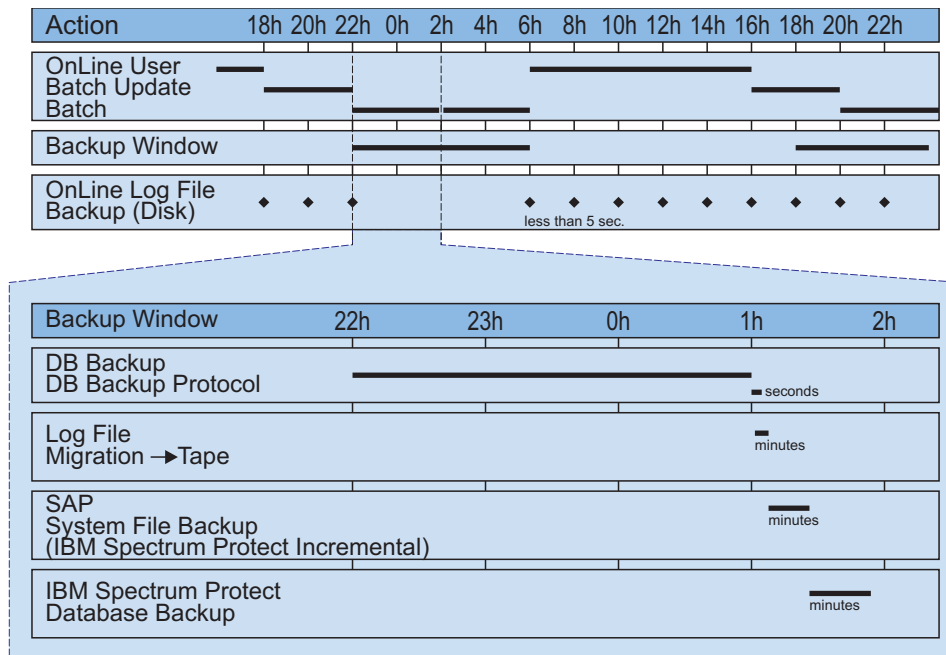 Action 18h 20h 22h 0h 2h 4h 6h 8h 10h 12h 14h 16h 18h 20h 22h
OnLine User
Batch Update
Batch
Backup Window
OnLine Log File
Backup (Disk)
less than 5 sec.
Backup Window 22h 23h 0h 1h 2h
DB Backup
DB Backup Protocol
seconds
Log File
Migration → Tape
minutes
SAP
System File Backup
(IBM Spectrum Protect Incremental)
minutes
IBM Spectrum Protect
Database Backup
minutes